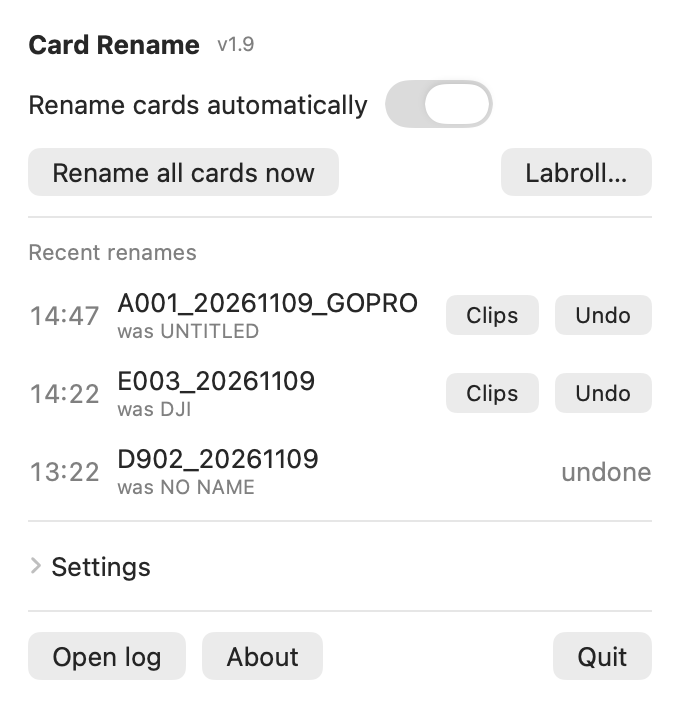 Card Rename v1.9
Rename cards automatically
Rename all cards now Labroll...
Recent renames
14:47 A001_20261109_GOPRO Clips Undo
was UNTITLED
14:22 E003_20261109 Clips Undo
was DJI
13:22 D902_20261109 undone
was NO NAME
Settings
Open log About Quit